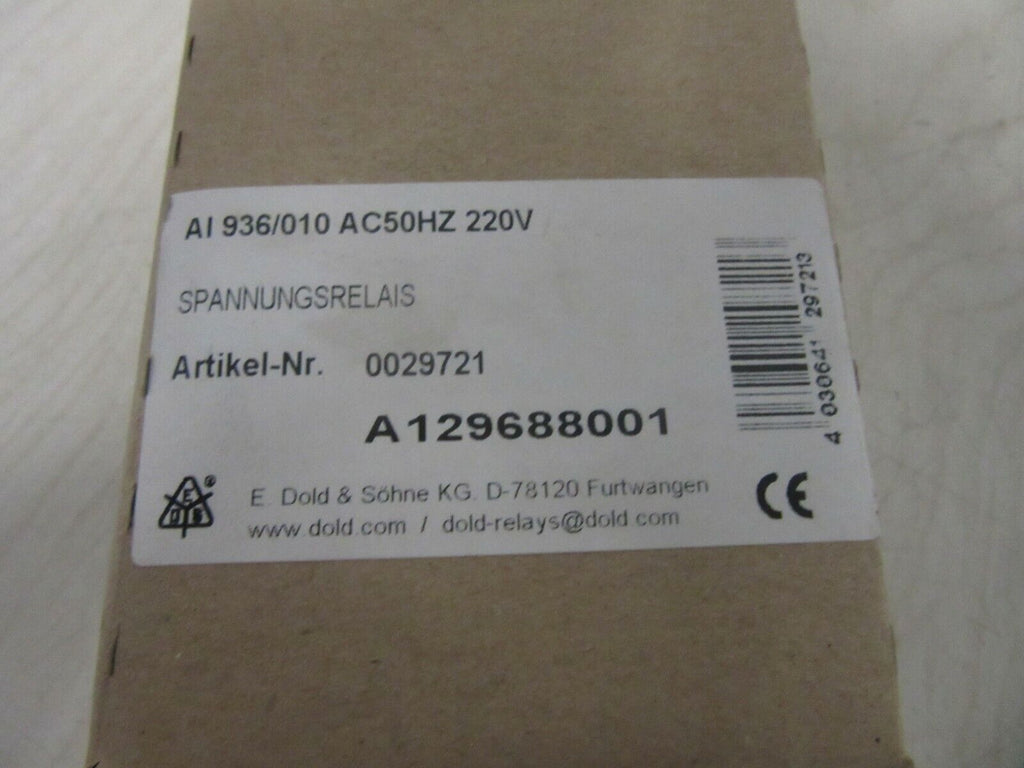 AI 936/010 AC50HZ 220V
SPANNUNGSRELAIS
Artikel-Nr. 0029721
A129688001
E. Dold & Söhne KG. D-78120 Furtwangen
www.dold.com / dold-relays@dold.com
4 030641 297213
E
D S
®
CE